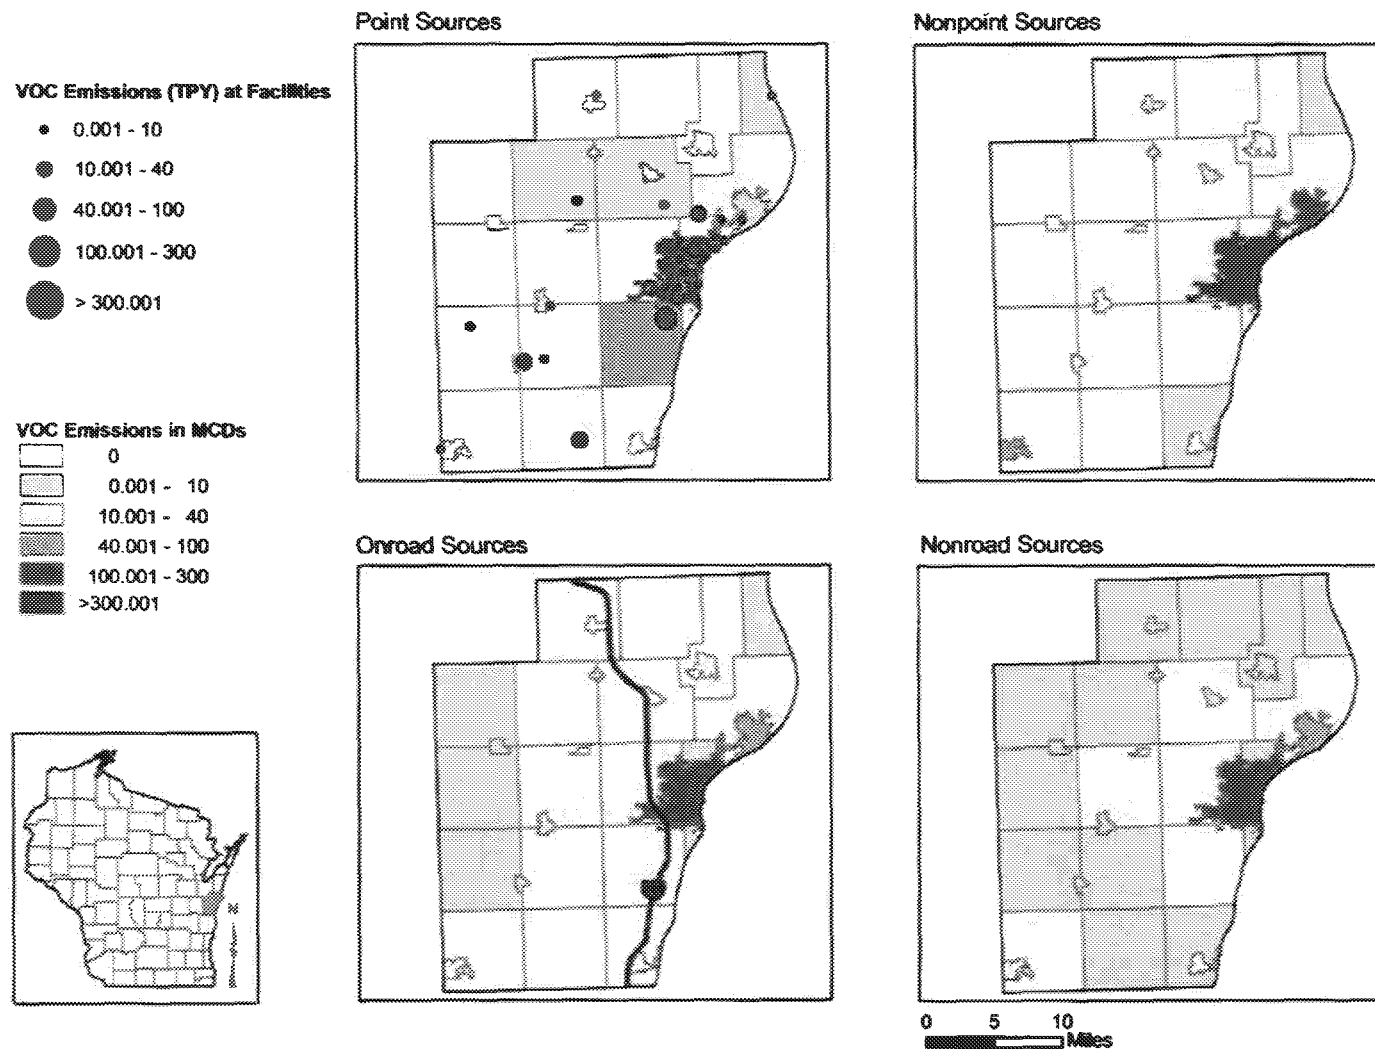 Point Sources
Nonpoint Sources
VOC Emissions (TPY) at Facilities
0.001 - 10
10.001 - 40
40.001 - 100
100.001 - 300
> 300.001
VOC Emissions in MCDs
0
0.001 - 10
10.001 - 40
40.001 - 100
100.001 - 300
>300.001
Onroad Sources
Nonroad Sources
N
0 5 10
Miles